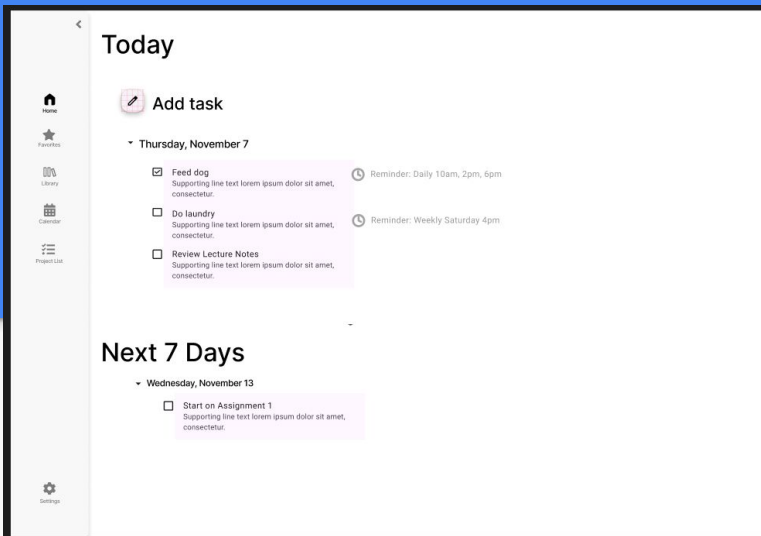 Today
Add task
Thursday, November 7
Feed dog
Supporting line text lorem ipsum dolor sit amet,
consectetur.
Reminder: Daily 10am, 2pm, 6pm
Do laundry
Supporting line text lorem ipsum dolor sit amet,
consectetur.
Reminder: Weekly Saturday 4pm
Review Lecture Notes
Supporting line text lorem ipsum dolor sit amet,
consectetur.
Next 7 Days
Wednesday, November 13
Start on Assignment 1
Supporting line text lorem ipsum dolor sit amet,
consectetur.
Home
Favorites
Library
Calendar
Project List
Settings